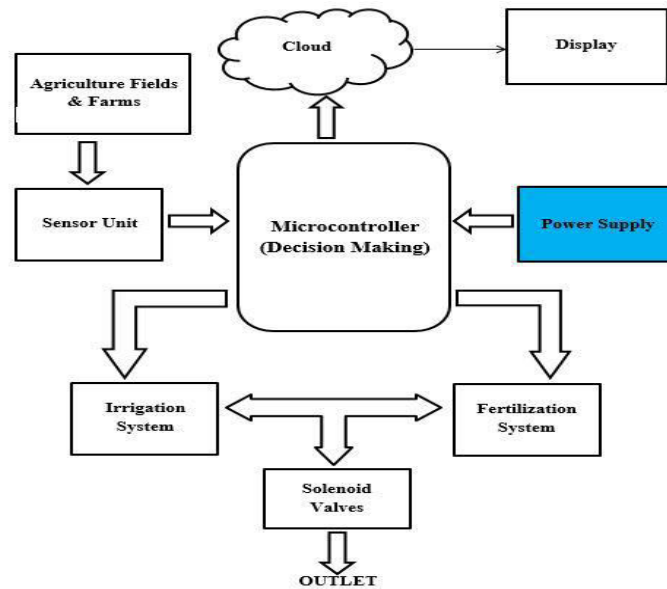 Cloud
Display
Agriculture Fields
& Farms
Sensor Unit
Microcontroller
(Decision Making)
Power Supply
Irrigation
System
Fertilization
System
Solenoid
Valves
OUTLET